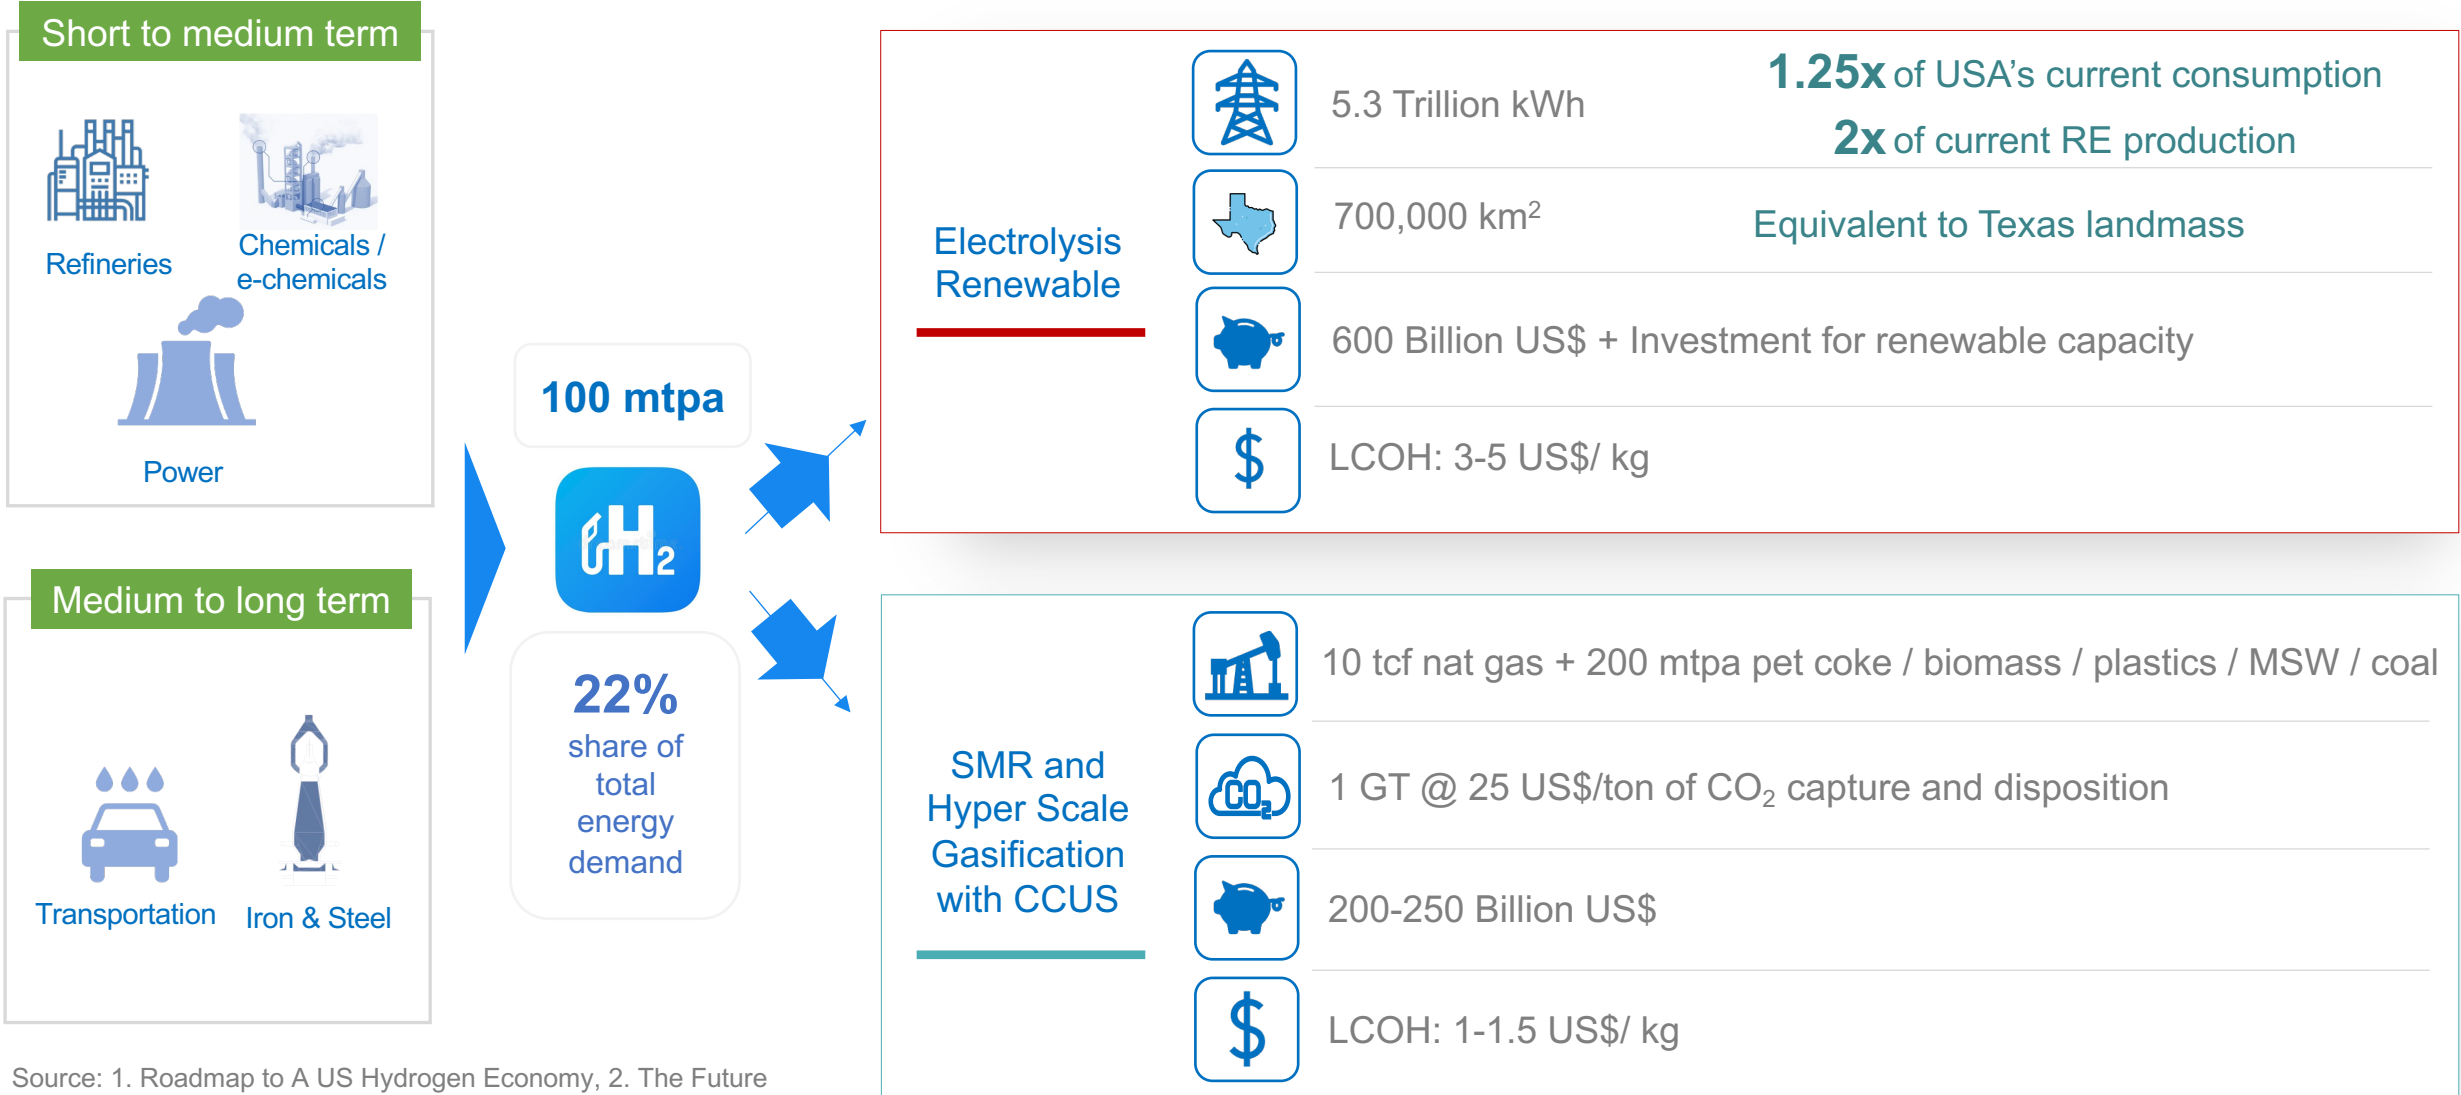 Short to medium term
Refineries
Chemicals /
e-chemicals
Power
Medium to long term
Transportation
Iron & Steel
100 mtpa
H2
22%
share of
total
energy
demand
Electrolysis
Renewable
5.3 Trillion kWh
1.25x of USA's current consumption
2x of current RE production
700,000 km²
Equivalent to Texas landmass
600 Billion US$ + Investment for renewable capacity
$
LCOH: 3-5 US$/ kg
SMR and
Hyper Scale
Gasification
with CCUS
10 tcf nat gas + 200 mtpa pet coke / biomass / plastics / MSW / coal
CO2
1 GT @ 25 US$/ton of CO₂ capture and disposition
200-250 Billion US$
$
LCOH: 1-1.5 US$/ kg
Source: 1. Roadmap to A US Hydrogen Economy, 2. The Future